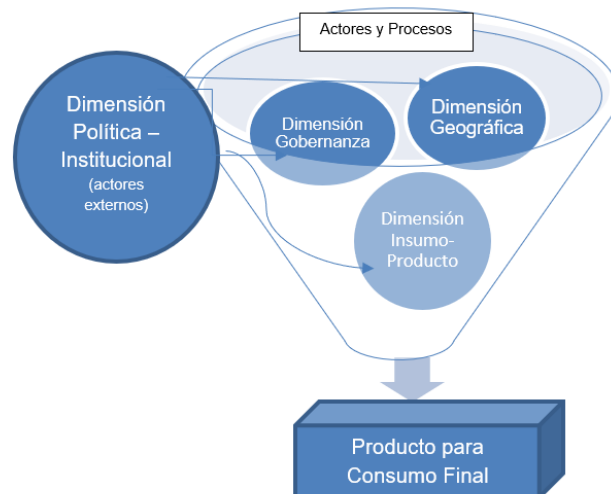 Actores y Procesos
Dimensión
Política –
Institucional
(actores
externos)
Dimensión
Gobernanza
Dimensión
Geográfica
Dimensión
Insumo-
Producto
Producto para
Consumo Final